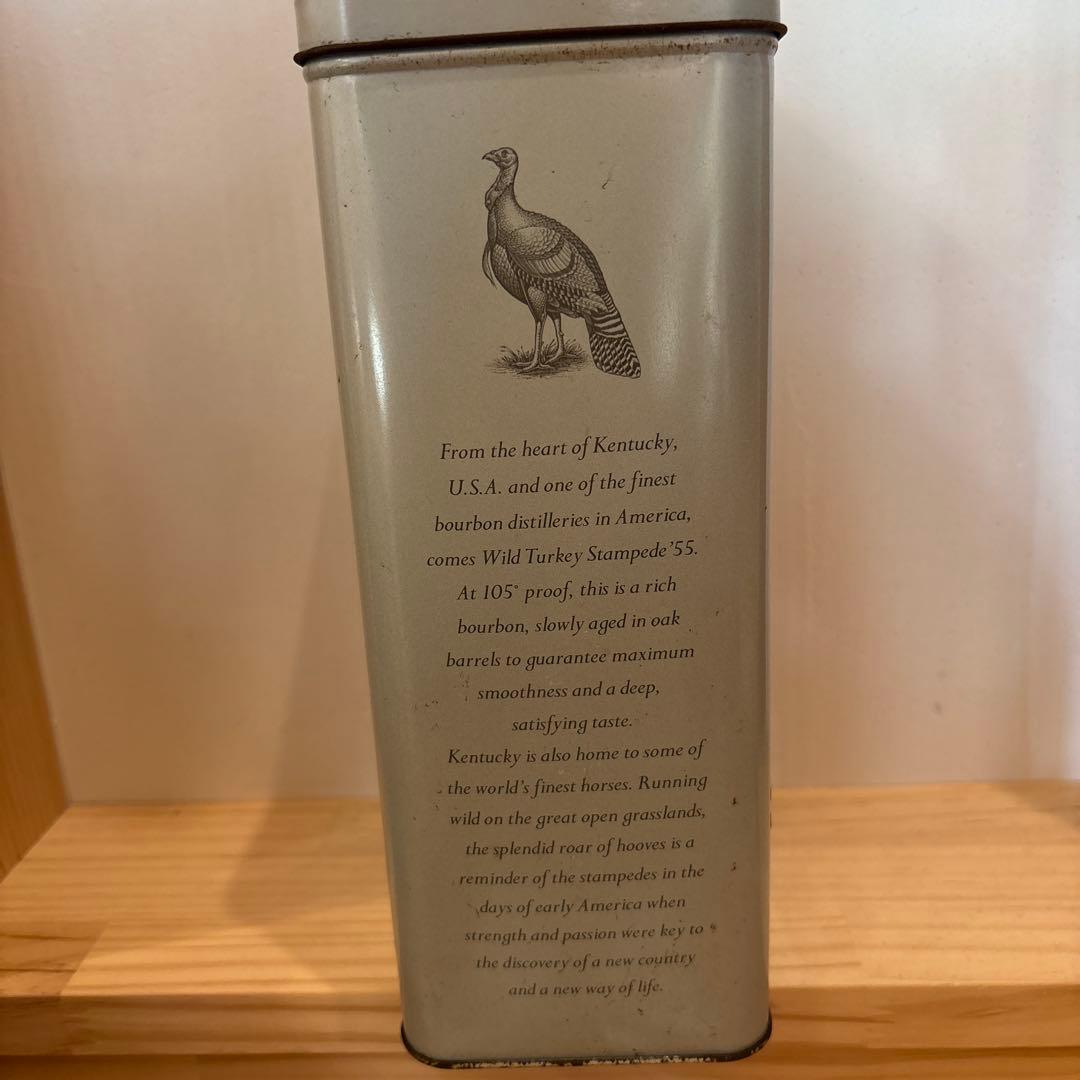 From the heart of Kentucky,
U.S.A. and one of the finest
bourbon distilleries in America,
comes Wild Turkey Stampede'55.
At 105° proof, this is a rich
bourbon, slowly aged in oak
barrels to guarantee maximum
smoothness and a deep,
satisfying taste.
Kentucky is also home to some of
the world's finest horses. Running
wild on the great open grasslands,
the splendid roar of hooves is a
reminder of the stampedes in the
days of early America when
strength and passion were key to
the discovery of a new country
and a new way of life.